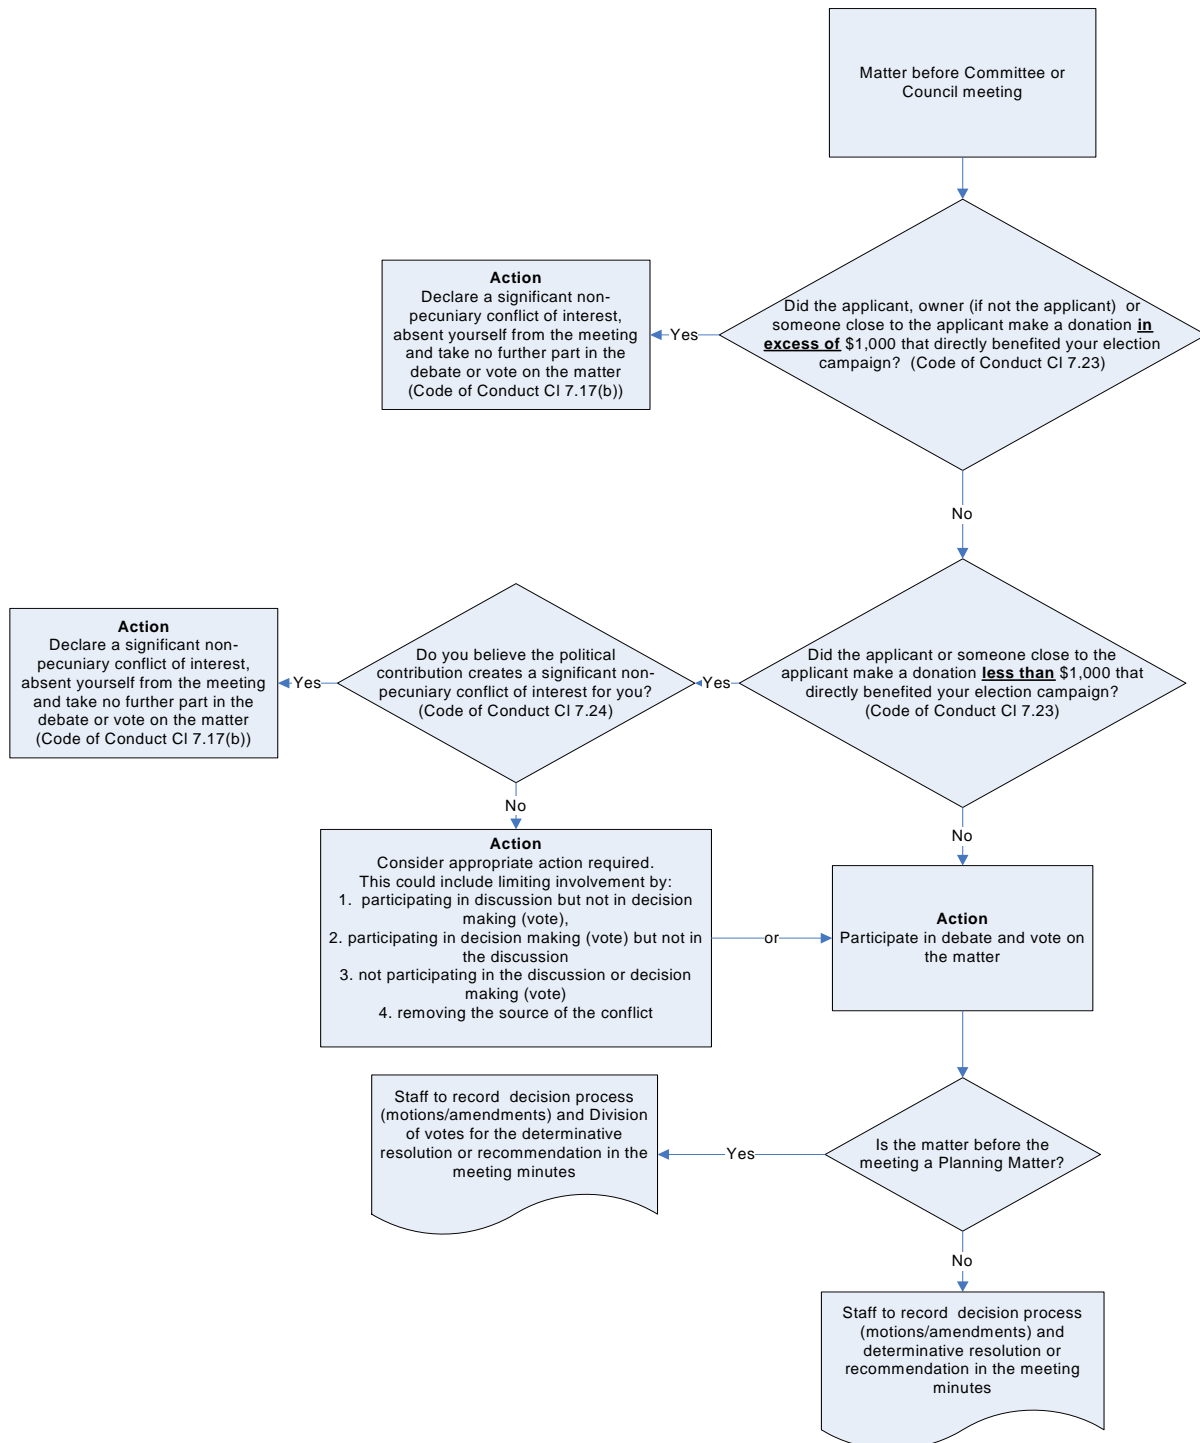 Matter before Committee or
Council meeting
Did the applicant, owner (if not the applicant)  or
someone close to the applicant make a donation in
excess of $1,000 that directly benefited your election
campaign?  (Code of Conduct Cl 7.23)
Yes
Action
Declare a significant non-
pecuniary conflict of interest,
absent yourself from the meeting
and take no further part in the
debate or vote on the matter
(Code of Conduct Cl 7.17(b))
No
Did the applicant or someone close to the
applicant make a donation less than $1,000 that
directly benefited your election campaign?
(Code of Conduct Cl 7.23)
Yes
Do you believe the political
contribution creates a significant non-
pecuniary conflict of interest for you?
(Code of Conduct Cl 7.24)
Yes
Action
Declare a significant non-
pecuniary conflict of interest,
absent yourself from the meeting
and take no further part in the
debate or vote on the matter
(Code of Conduct Cl 7.17(b))
No
Action
Consider appropriate action required.
This could include limiting involvement by:
1.  participating in discussion but not in decision
making (vote),
2. participating in decision making (vote) but not in
the discussion
3. not participating in the discussion or decision
making (vote)
4. removing the source of the conflict
or
No
Action
Participate in debate and vote on
the matter
Is the matter before the
meeting a Planning Matter?
Yes
Staff to record  decision process
(motions/amendments) and Division
of votes for the determinative
resolution or recommendation in the
meeting minutes
No
Staff to record  decision process
(motions/amendments) and
determinative resolution or
recommendation in the meeting
minutes